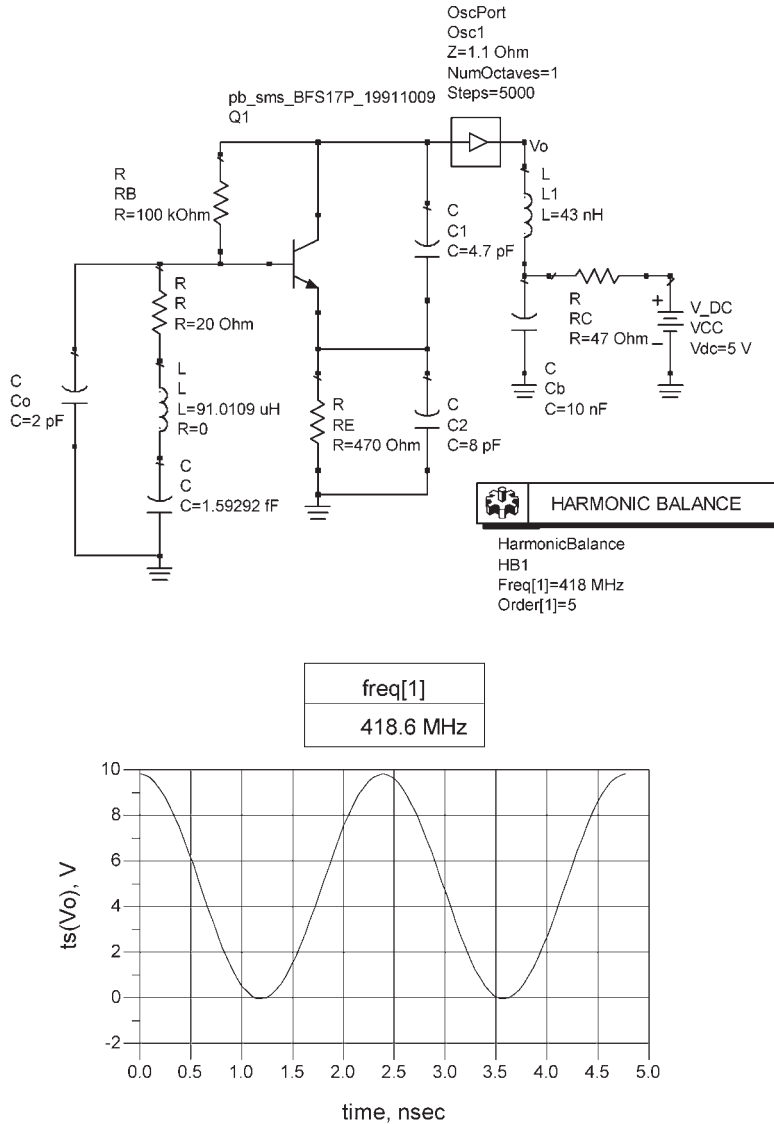 OscPort
Osc1
Z=1.1 Ohm
NumOctaves=1
Steps=5000
pb_sms_BFS17P_19911009
Q1
Vo
R
RB
R=100 kOhm
L
L1
L=43 nH
C
C1
C=4.7 pF
R
R
R=20 Ohm
R
RC
R=47 Ohm
+
–
V_DC
VCC
Vdc=5 V
C
Co
C=2 pF
L
L
L=91.0109 uH
R=0
R
RE
R=470 Ohm
C
C2
C=8 pF
C
Cb
C=10 nF
C
C
C=1.59292 fF
HARMONIC BALANCE
HarmonicBalance
HB1
Freq[1]=418 MHz
Order[1]=5
freq[1]
418.6 MHz
ts(Vo), V
10
8
6
4
2
0
-2
0.0 0.5 1.0 1.5 2.0 2.5 3.0 3.5 4.0 4.5 5.0
time, nsec